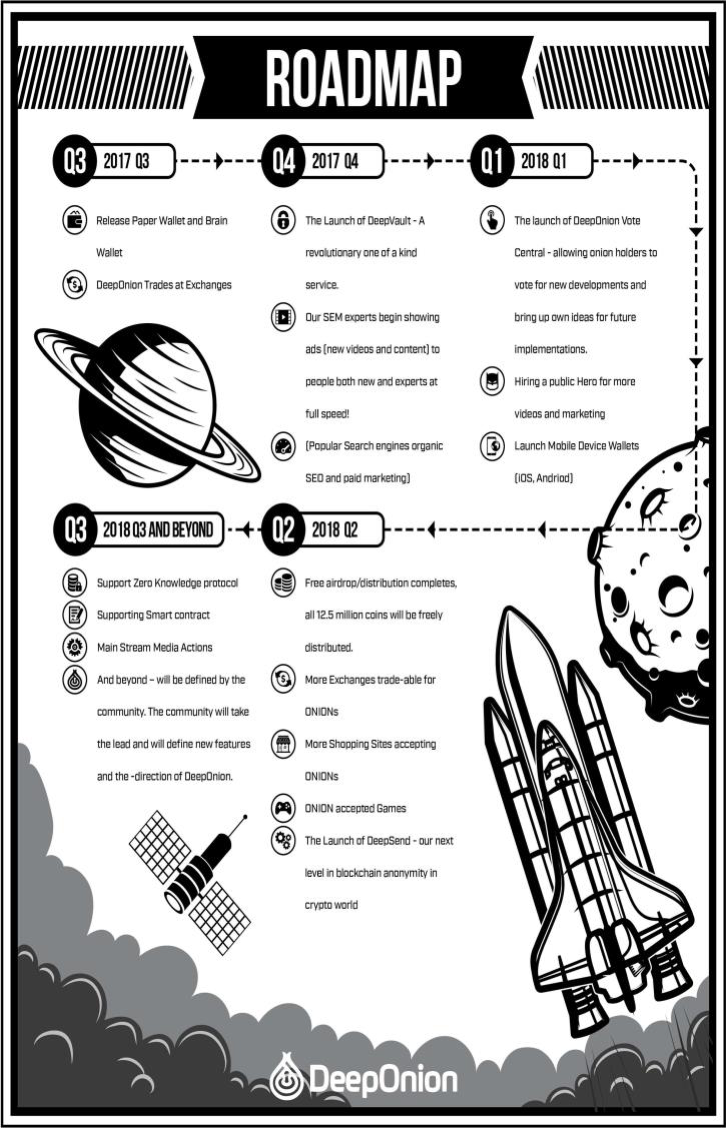 ROADMAP
Q3 2017 Q3
Release Paper Wallet and Brain
Wallet
DeepOnion Trades at Exchanges
Q4 2017 Q4
The Launch of DeepVault - A
revolutionary one of a kind
service.
Our SEM experts begin showing
ads (new videos and content) to
people both new and experts at
full speed!
(Popular Search engines organic
SEO and paid marketing)
Q1 2018 Q1
The launch of DeepOnion Vote
Central - allowing onion holders to
vote for new developments and
bring up own ideas for future
implementations.
Hiring a public Hero for more
videos and marketing
Launch Mobile Device Wallets
(iOS, Andriod)
Q2 2018 Q2
Free airdrop/distribution completes,
all 12.5 million coins will be freely
distributed.
More Exchanges trade-able for
ONIONs
More Shopping Sites accepting
ONIONs
ONION accepted Games
The Launch of DeepSend - our next
level in blockchain anonymity in
crypto world
Q3 2018 Q3 AND BEYOND
Support Zero Knowledge protocol
Supporting Smart contract
Main Stream Media Actions
And beyond – will be defined by the
community. The community will take
the lead and will define new features
and the -direction of DeepOnion.
DeepOnion